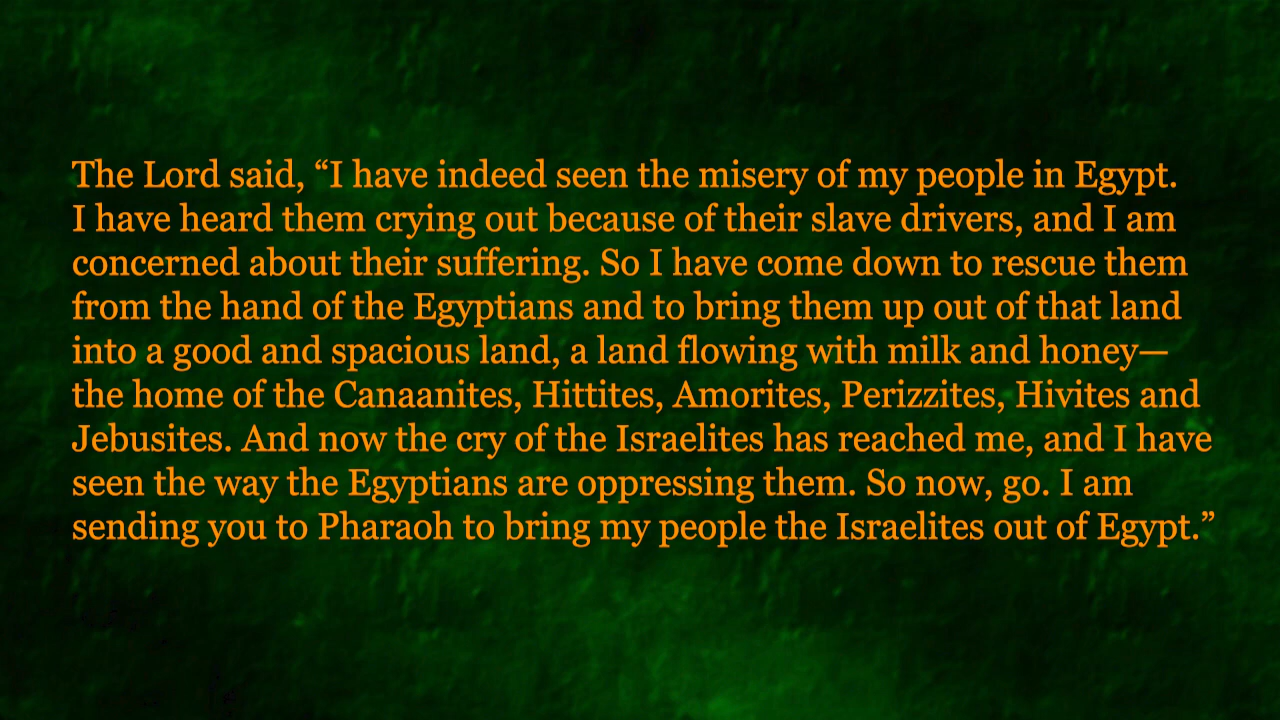 The Lord said, “I have indeed seen the misery of my people in Egypt.
I have heard them crying out because of their slave drivers, and I am
concerned about their suffering. So I have come down to rescue them
from the hand of the Egyptians and to bring them up out of that land
into a good and spacious land, a land flowing with milk and honey—
the home of the Canaanites, Hittites, Amorites, Perizzites, Hivites and
Jebusites. And now the cry of the Israelites has reached me, and I have
seen the way the Egyptians are oppressing them. So now, go. I am
sending you to Pharaoh to bring my people the Israelites out of Egypt.”